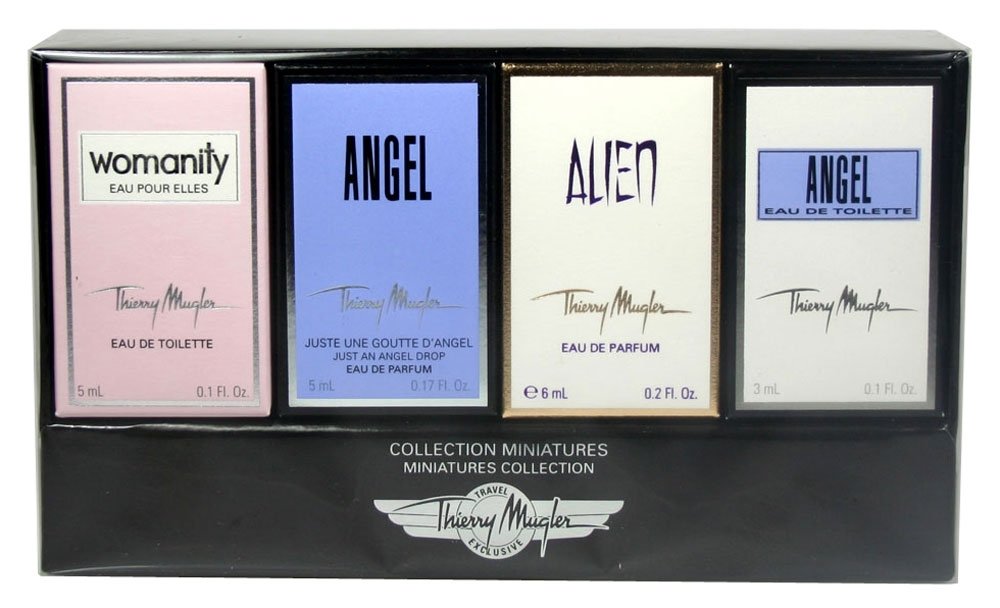 womanity
EAU POUR ELLES
Thierry Mugler
EAU DE TOILETTE
5 mL 0.1 Fl. Oz.
ANGEL
Thierry Mugler
JUSTE UNE GOUTTE D'ANGEL
JUST AN ANGEL DROP
EAU DE PARFUM
5 mL 0.17 Fl. Oz.
ALIEN
Thierry Mugler
EAU DE PARFUM
℮ 6 mL 0.2 Fl. Oz.
ANGEL
EAU DE TOILETTE
Thierry Mugler
3 mL 0.1 Fl. Oz.
COLLECTION MINIATURES
MINIATURES COLLECTION
TRAVEL
Thierry Mugler
EXCLUSIVE